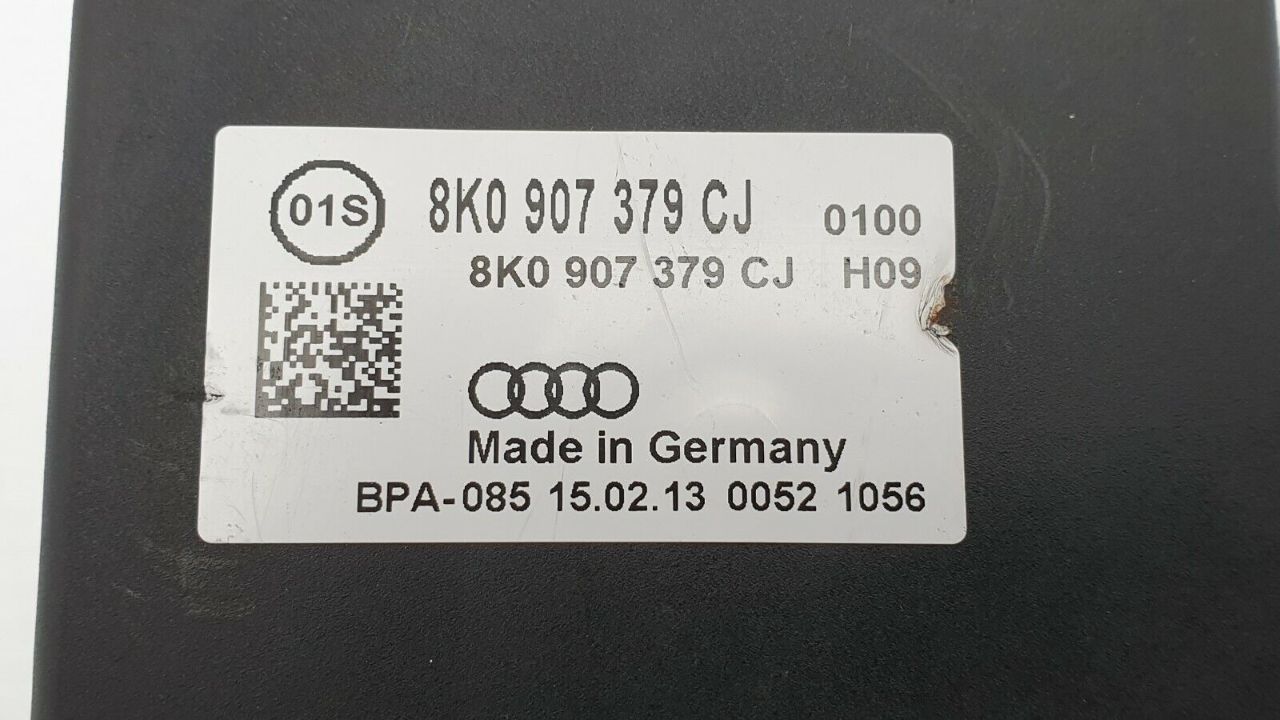 01S 8K0 907 379 CJ 0100
8K0 907 379 CJ H09
Made in Germany
BPA-085 15.02.13 0052 1056